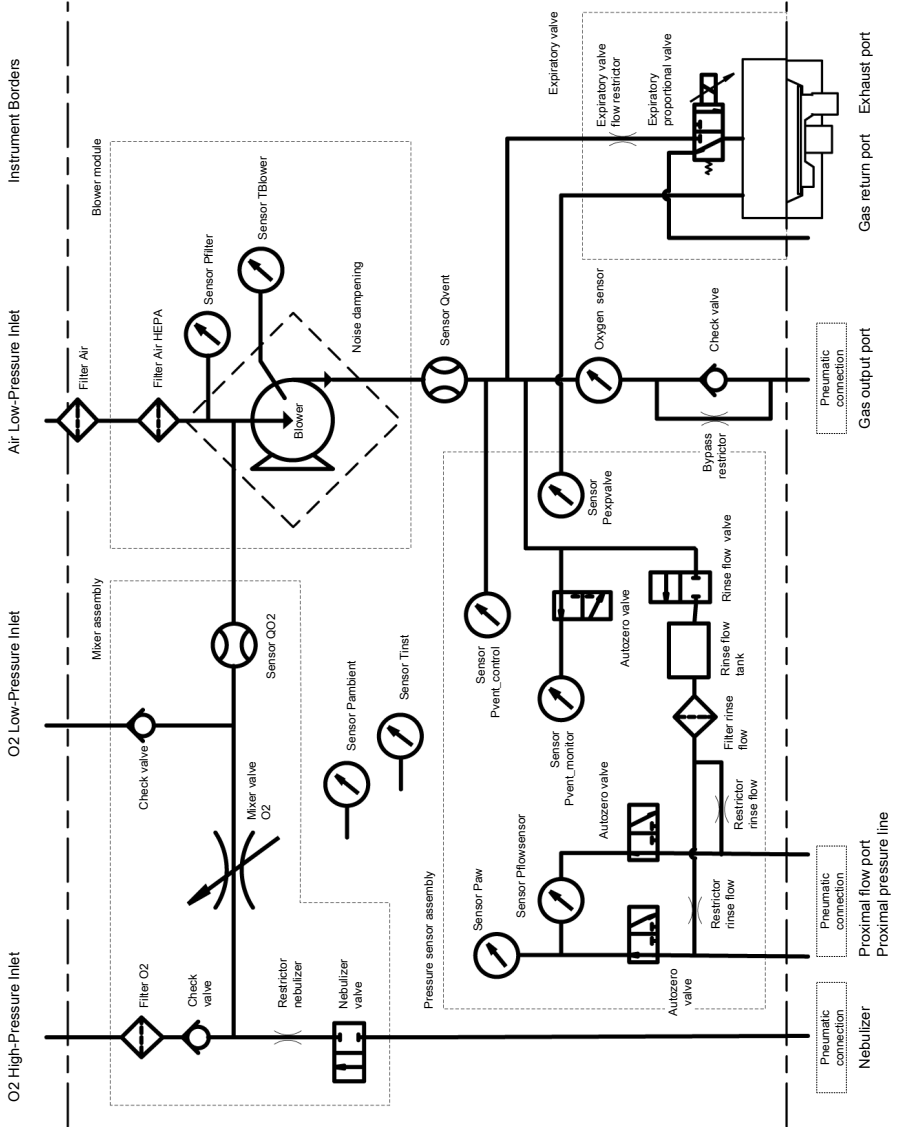 O2 High-Pressure Inlet
O2 Low-Pressure Inlet
Air Low-Pressure Inlet
Instrument Borders
Filter Air
Mixer assembly
Blower module
Filter O2
Check valve
Filter Air HEPA
Check
valve
Sensor Pfilter
Mixer valve
O2
Sensor QO2
Sensor TBlower
Restrictor
nebulizer
Blower
Nebulizer
valve
Sensor Pambient
Noise dampening
Sensor Tinst
Pressure sensor assembly
Sensor Qvent
Sensor Paw
Sensor
Pvent_control
Sensor Pflowsensor
Sensor
Pvent_monitor
Sensor
Pexpvalve
Expiratory valve
Oxygen sensor
Expiratory valve
flow restrictor
Autozero valve
Autozero valve
Expiratory
proportional valve
Autozero
valve
Restrictor
rinse flow
Restrictor
rinse flow
Filter rinse
flow
Rinse flow
tank
Rinse flow valve
Bypass
restrictor
Check valve
Pneumatic
connection
Pneumatic
connection
Pneumatic
connection
Nebulizer
Proximal flow port
Proximal pressure line
Gas output port
Gas return port
Exhaust port